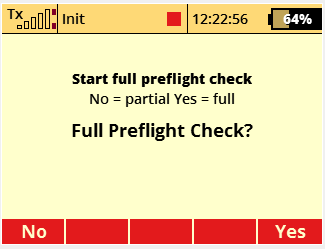 Tx Init 12:22:56 64%
Start full preflight check
No = partial Yes = full
Full Preflight Check?
No Yes